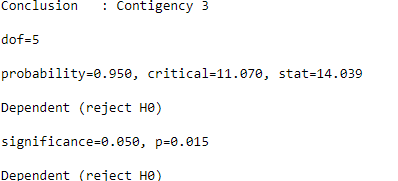 Conclusion   : Contigency 3
dof=5
probability=0.950, critical=11.070, stat=14.039
Dependent (reject H0)
significance=0.050, p=0.015
Dependent (reject H0)